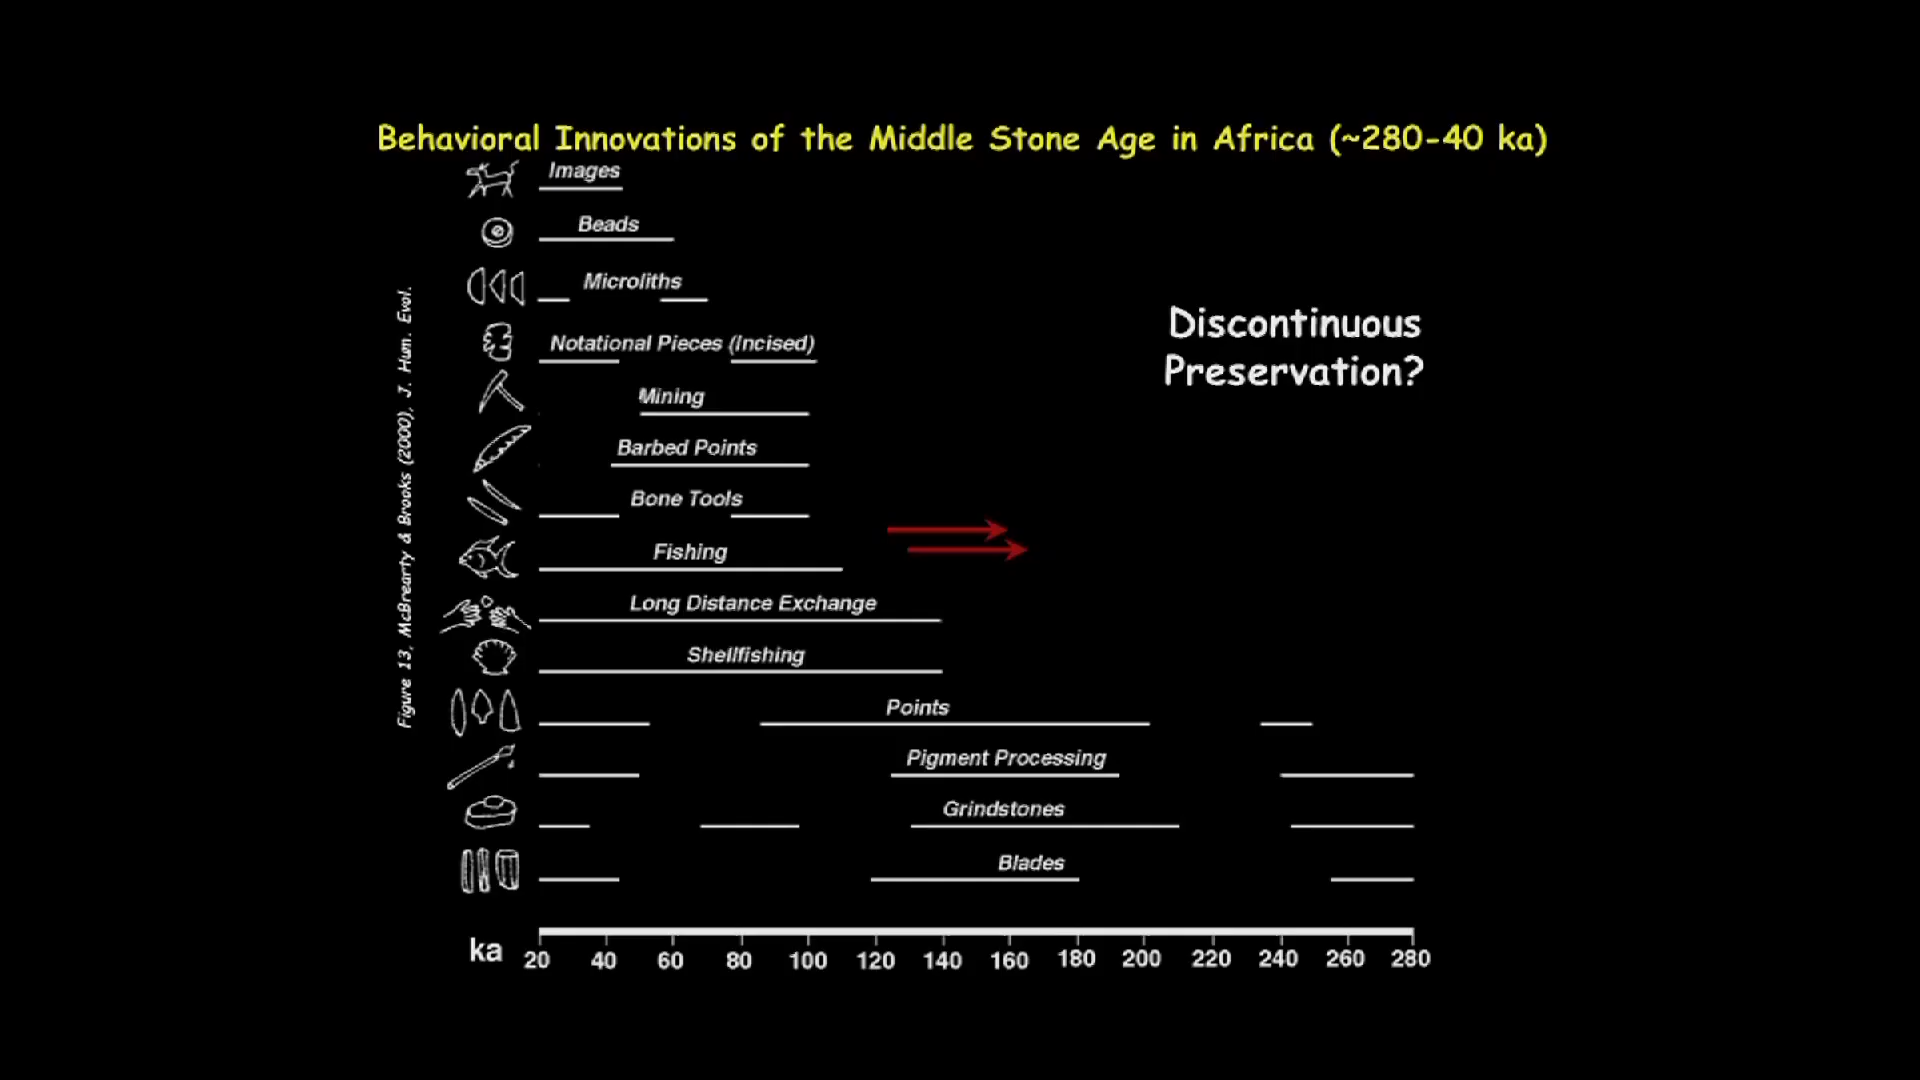 Behavioral Innovations of the Middle Stone Age in Africa (~280-40 ka)
Images
Beads
Microliths
Notational Pieces (Incised)
Mining
Barbed Points
Bone Tools
Fishing
Long Distance Exchange
Shellfishing
Points
Pigment Processing
Grindstones
Blades
Discontinuous
Preservation?
Figure 13, McBrearty & Brooks (2000), J. Hum. Evol.
ka 20 40 60 80 100 120 140 160 180 200 220 240 260 280